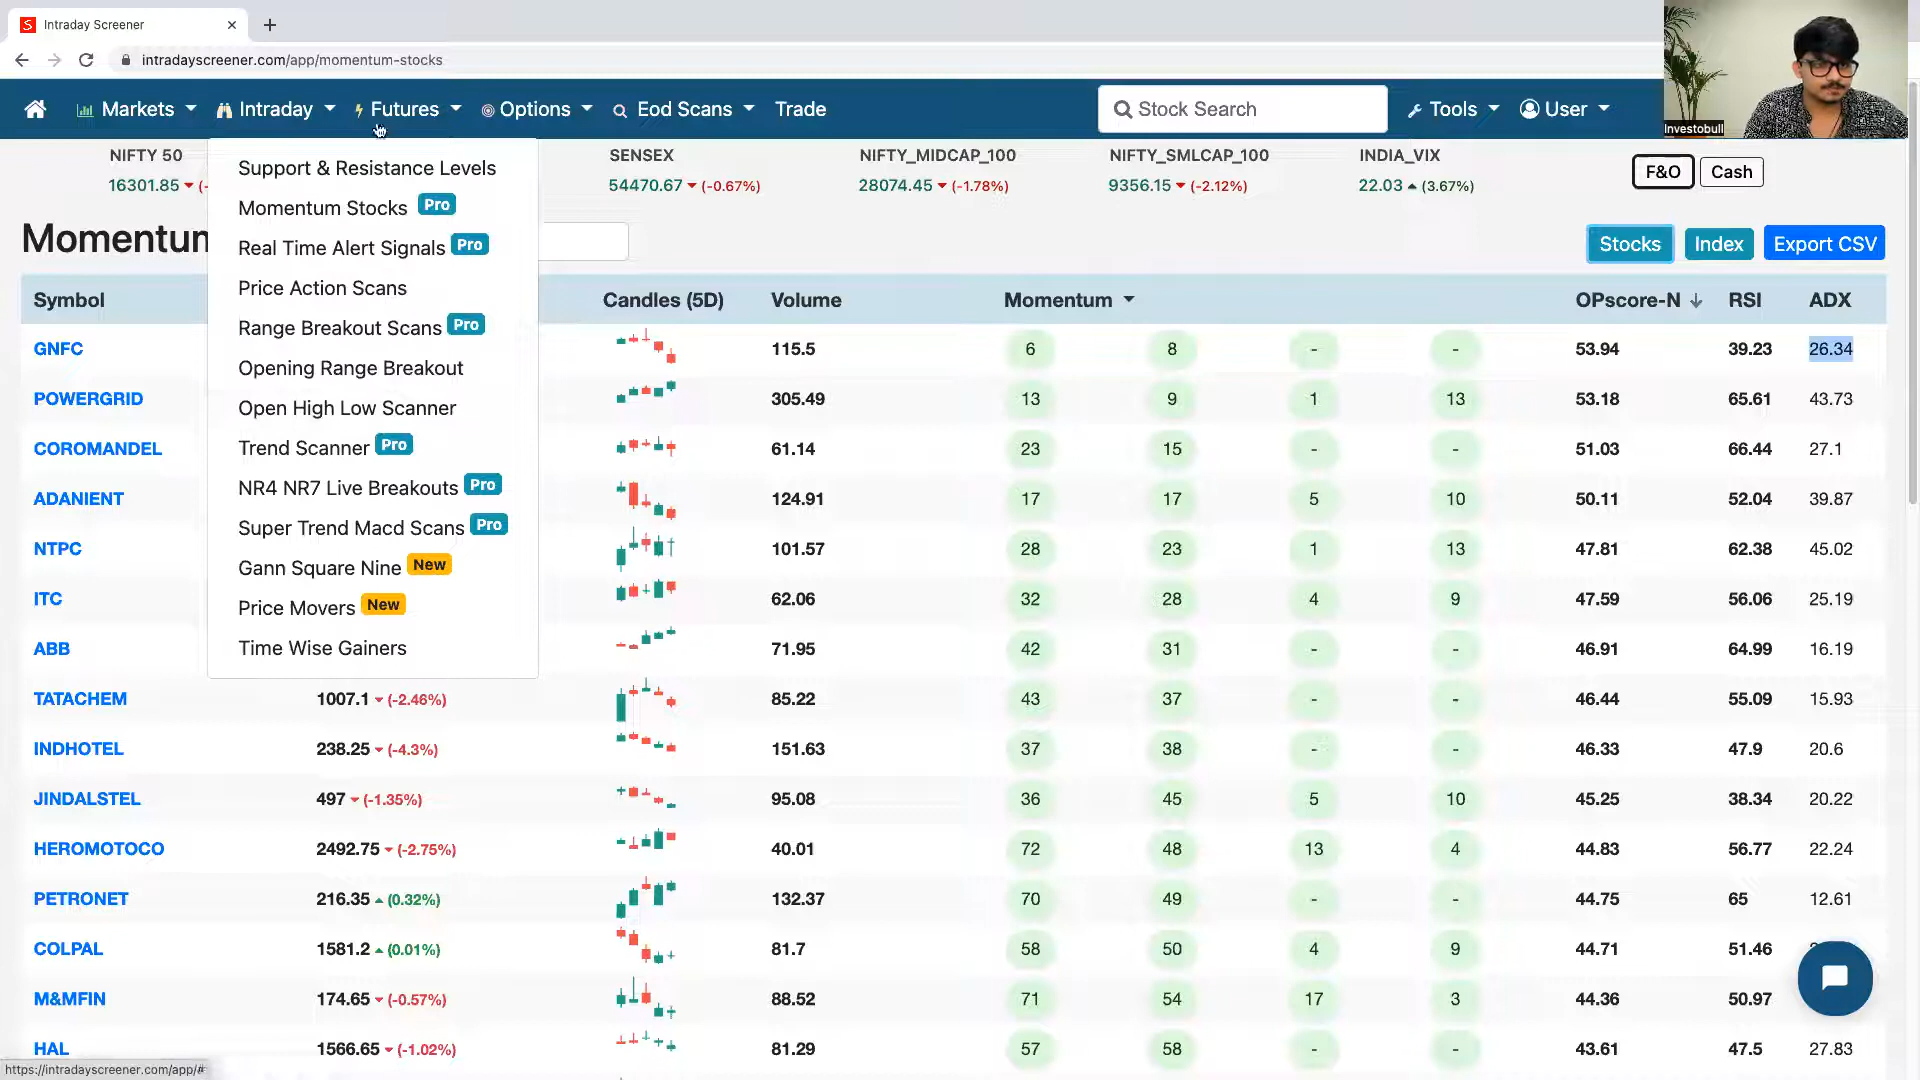 Intraday Screener
intradayscreener.com/app/momentum-stocks
Markets Intraday Futures Options Eod Scans Trade Stock Search Tools User
Investobull
NIFTY 50 SENSEX NIFTY_MIDCAP_100 NIFTY_SMLCAP_100 INDIA_VIX
16301.85 (- 54470.67 (-0.67%) 28074.45 (-1.78%) 9356.15 (-2.12%) 22.03 (3.67%)
F&O Cash
Support & Resistance Levels
Momentum Stocks Pro
Real Time Alert Signals Pro
Price Action Scans
Range Breakout Scans Pro
Opening Range Breakout
Open High Low Scanner
Trend Scanner Pro
NR4 NR7 Live Breakouts Pro
Super Trend Macd Scans Pro
Gann Square Nine New
Price Movers New
Time Wise Gainers
Stocks Index Export CSV
Symbol Candles (5D) Volume Momentum OPscore-N RSI ADX
GNFC 115.5 6 8 - - 53.94 39.23 26.34
POWERGRID 305.49 13 9 1 13 53.18 65.61 43.73
COROMANDEL 61.14 23 15 - - 51.03 66.44 27.1
ADANIENT 124.91 17 17 5 10 50.11 52.04 39.87
NTPC 101.57 28 23 1 13 47.81 62.38 45.02
ITC 62.06 32 28 4 9 47.59 56.06 25.19
ABB 71.95 42 31 - - 46.91 64.99 16.19
TATACHEM 1007.1 (-2.46%) 85.22 43 37 - - 46.44 55.09 15.93
INDHOTEL 238.25 (-4.3%) 151.63 37 38 - - 46.33 47.9 20.6
JINDALSTEL 497 (-1.35%) 95.08 36 45 5 10 45.25 38.34 20.22
HEROMOTOCO 2492.75 (-2.75%) 40.01 72 48 13 4 44.83 56.77 22.24
PETRONET 216.35 (0.32%) 132.37 70 49 - - 44.75 65 12.61
COLPAL 1581.2 (0.01%) 81.7 58 50 4 9 44.71 51.46
M&MFIN 174.65 (-0.57%) 88.52 71 54 17 3 44.36 50.97
HAL 1566.65 (-1.02%) 81.29 57 58 - - 43.61 47.5 27.83
https://intradayscreener.com/app/#